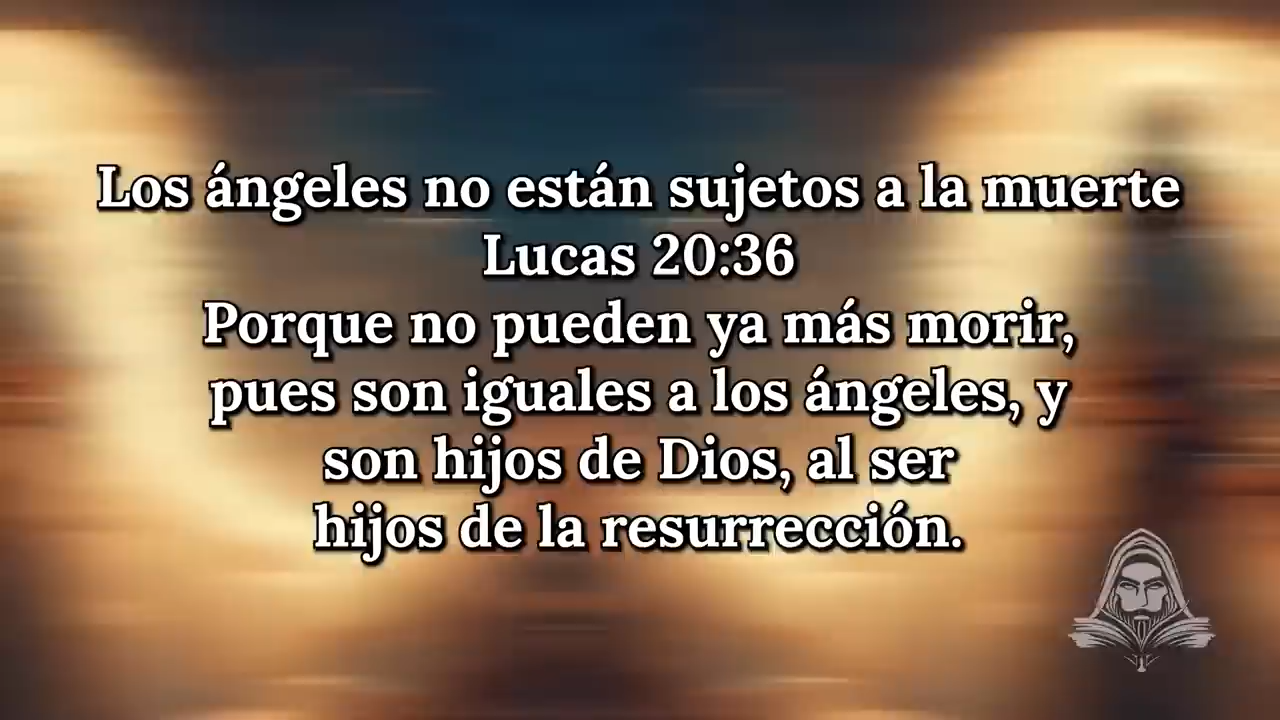 Los ángeles no están sujetos a la muerte
Lucas 20:36
Porque no pueden ya más morir,
pues son iguales a los ángeles, y
son hijos de Dios, al ser
hijos de la resurrección.